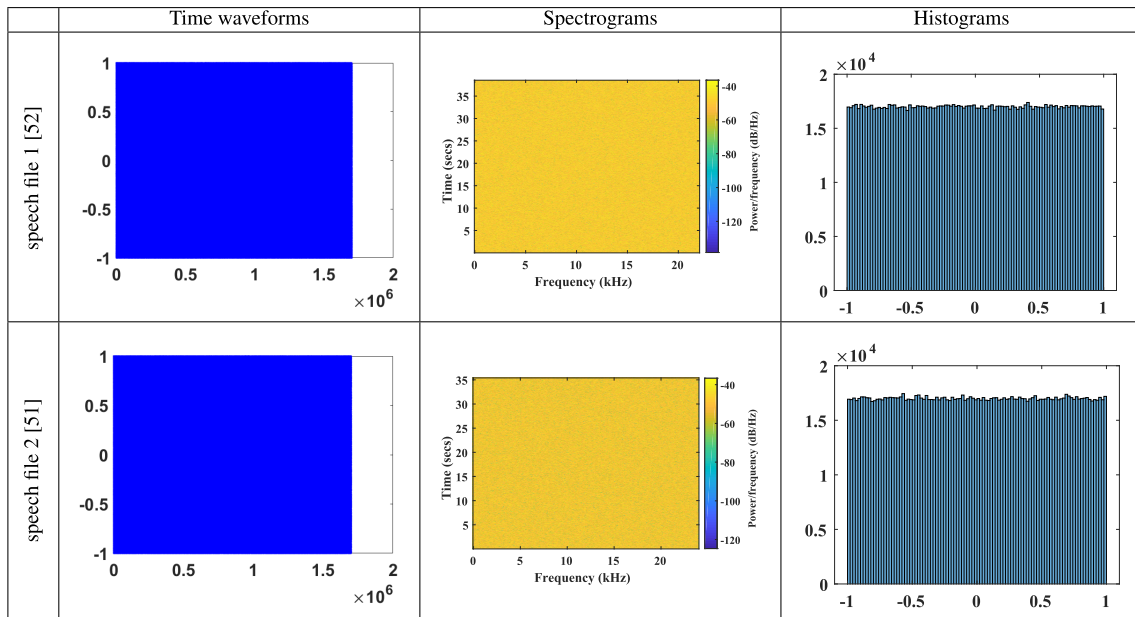 Time waveforms
Spectrograms
Histograms
speech file 1 [52]
1
0.5
0
-0.5
-1
0 0.5 1 1.5 2
×10^6
35
30
25
20
15
10
5
Time (secs)
0 5 10 15 20
Frequency (kHz)
-40
-60
-80
-100
-120
Power/frequency (dB/Hz)
×10^4
2
1.5
1
0.5
0
-1 -0.5 0 0.5 1
speech file 2 [51]
1
0.5
0
-0.5
-1
0 0.5 1 1.5 2
×10^6
35
30
25
20
15
10
5
Time (secs)
0 5 10 15 20
Frequency (kHz)
-40
-60
-80
-100
-120
Power/frequency (dB/Hz)
×10^4
2
1.5
1
0.5
0
-1 -0.5 0 0.5 1